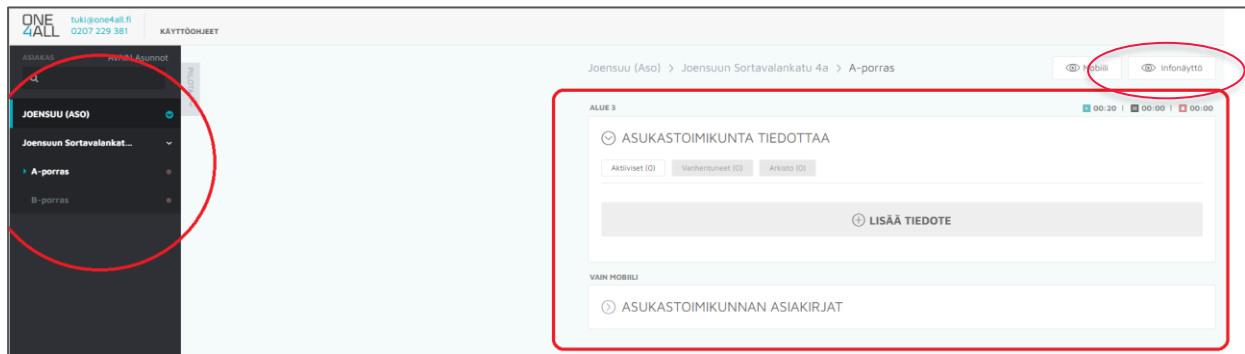 ONE
4ALL
tuki@one4all.fi
0207 229 381
KÄYTTÖOHJEET
ASIAKAS
AVAIN Asunnot
JOENSUU (ASO)
Joensuun Sortavalankat...
A-porras
B-porras
Joensuu (Aso) > Joensuun Sortavalankatu 4a > A-porras
Mobiili
Infonäyttö
ALUE 3
00:20 | 00:00 | 00:00
ASUKASTOIMIKUNTA TIEDOTTAA
Aktiiviset (0) Vanhentuneet (0) Arkisto (0)
LISÄÄ TIEDOTE
VAIN MOBIILI
ASUKASTOIMIKUNNAN ASIAKIRJAT